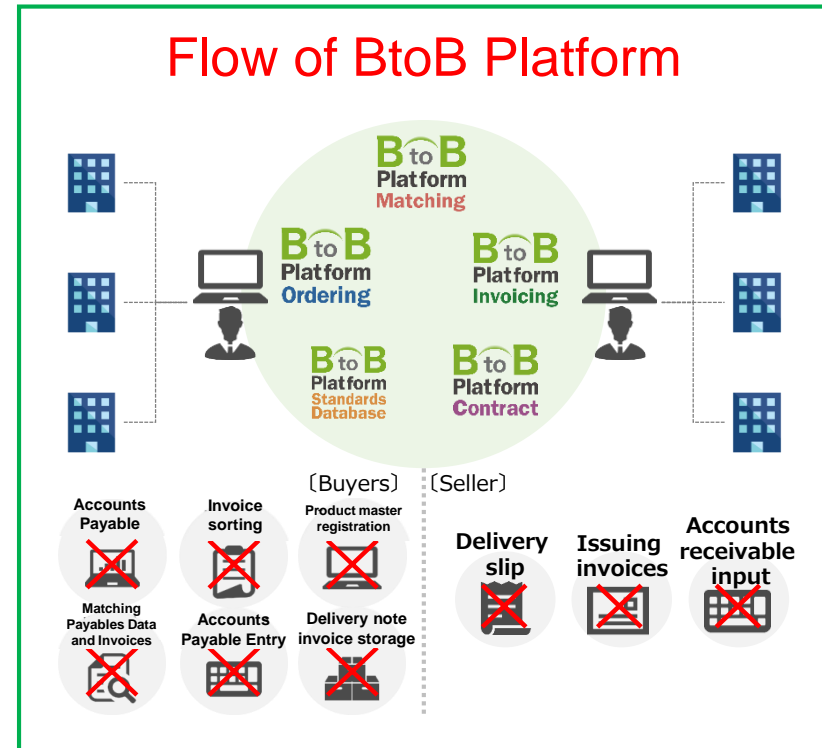 Flow of BtoB Platform
BtoB
Platform
Matching
BtoB
Platform
Ordering
BtoB
Platform
Invoicing
BtoB
Platform
Standards
Database
BtoB
Platform
Contract
〔Buyers〕
〔Seller〕
Accounts
Payable
Invoice
sorting
Product master
registration
Matching
Payables Data
and Invoices
Accounts
Payable Entry
Delivery note
invoice storage
Delivery
slip
Issuing
invoices
Accounts
receivable
input